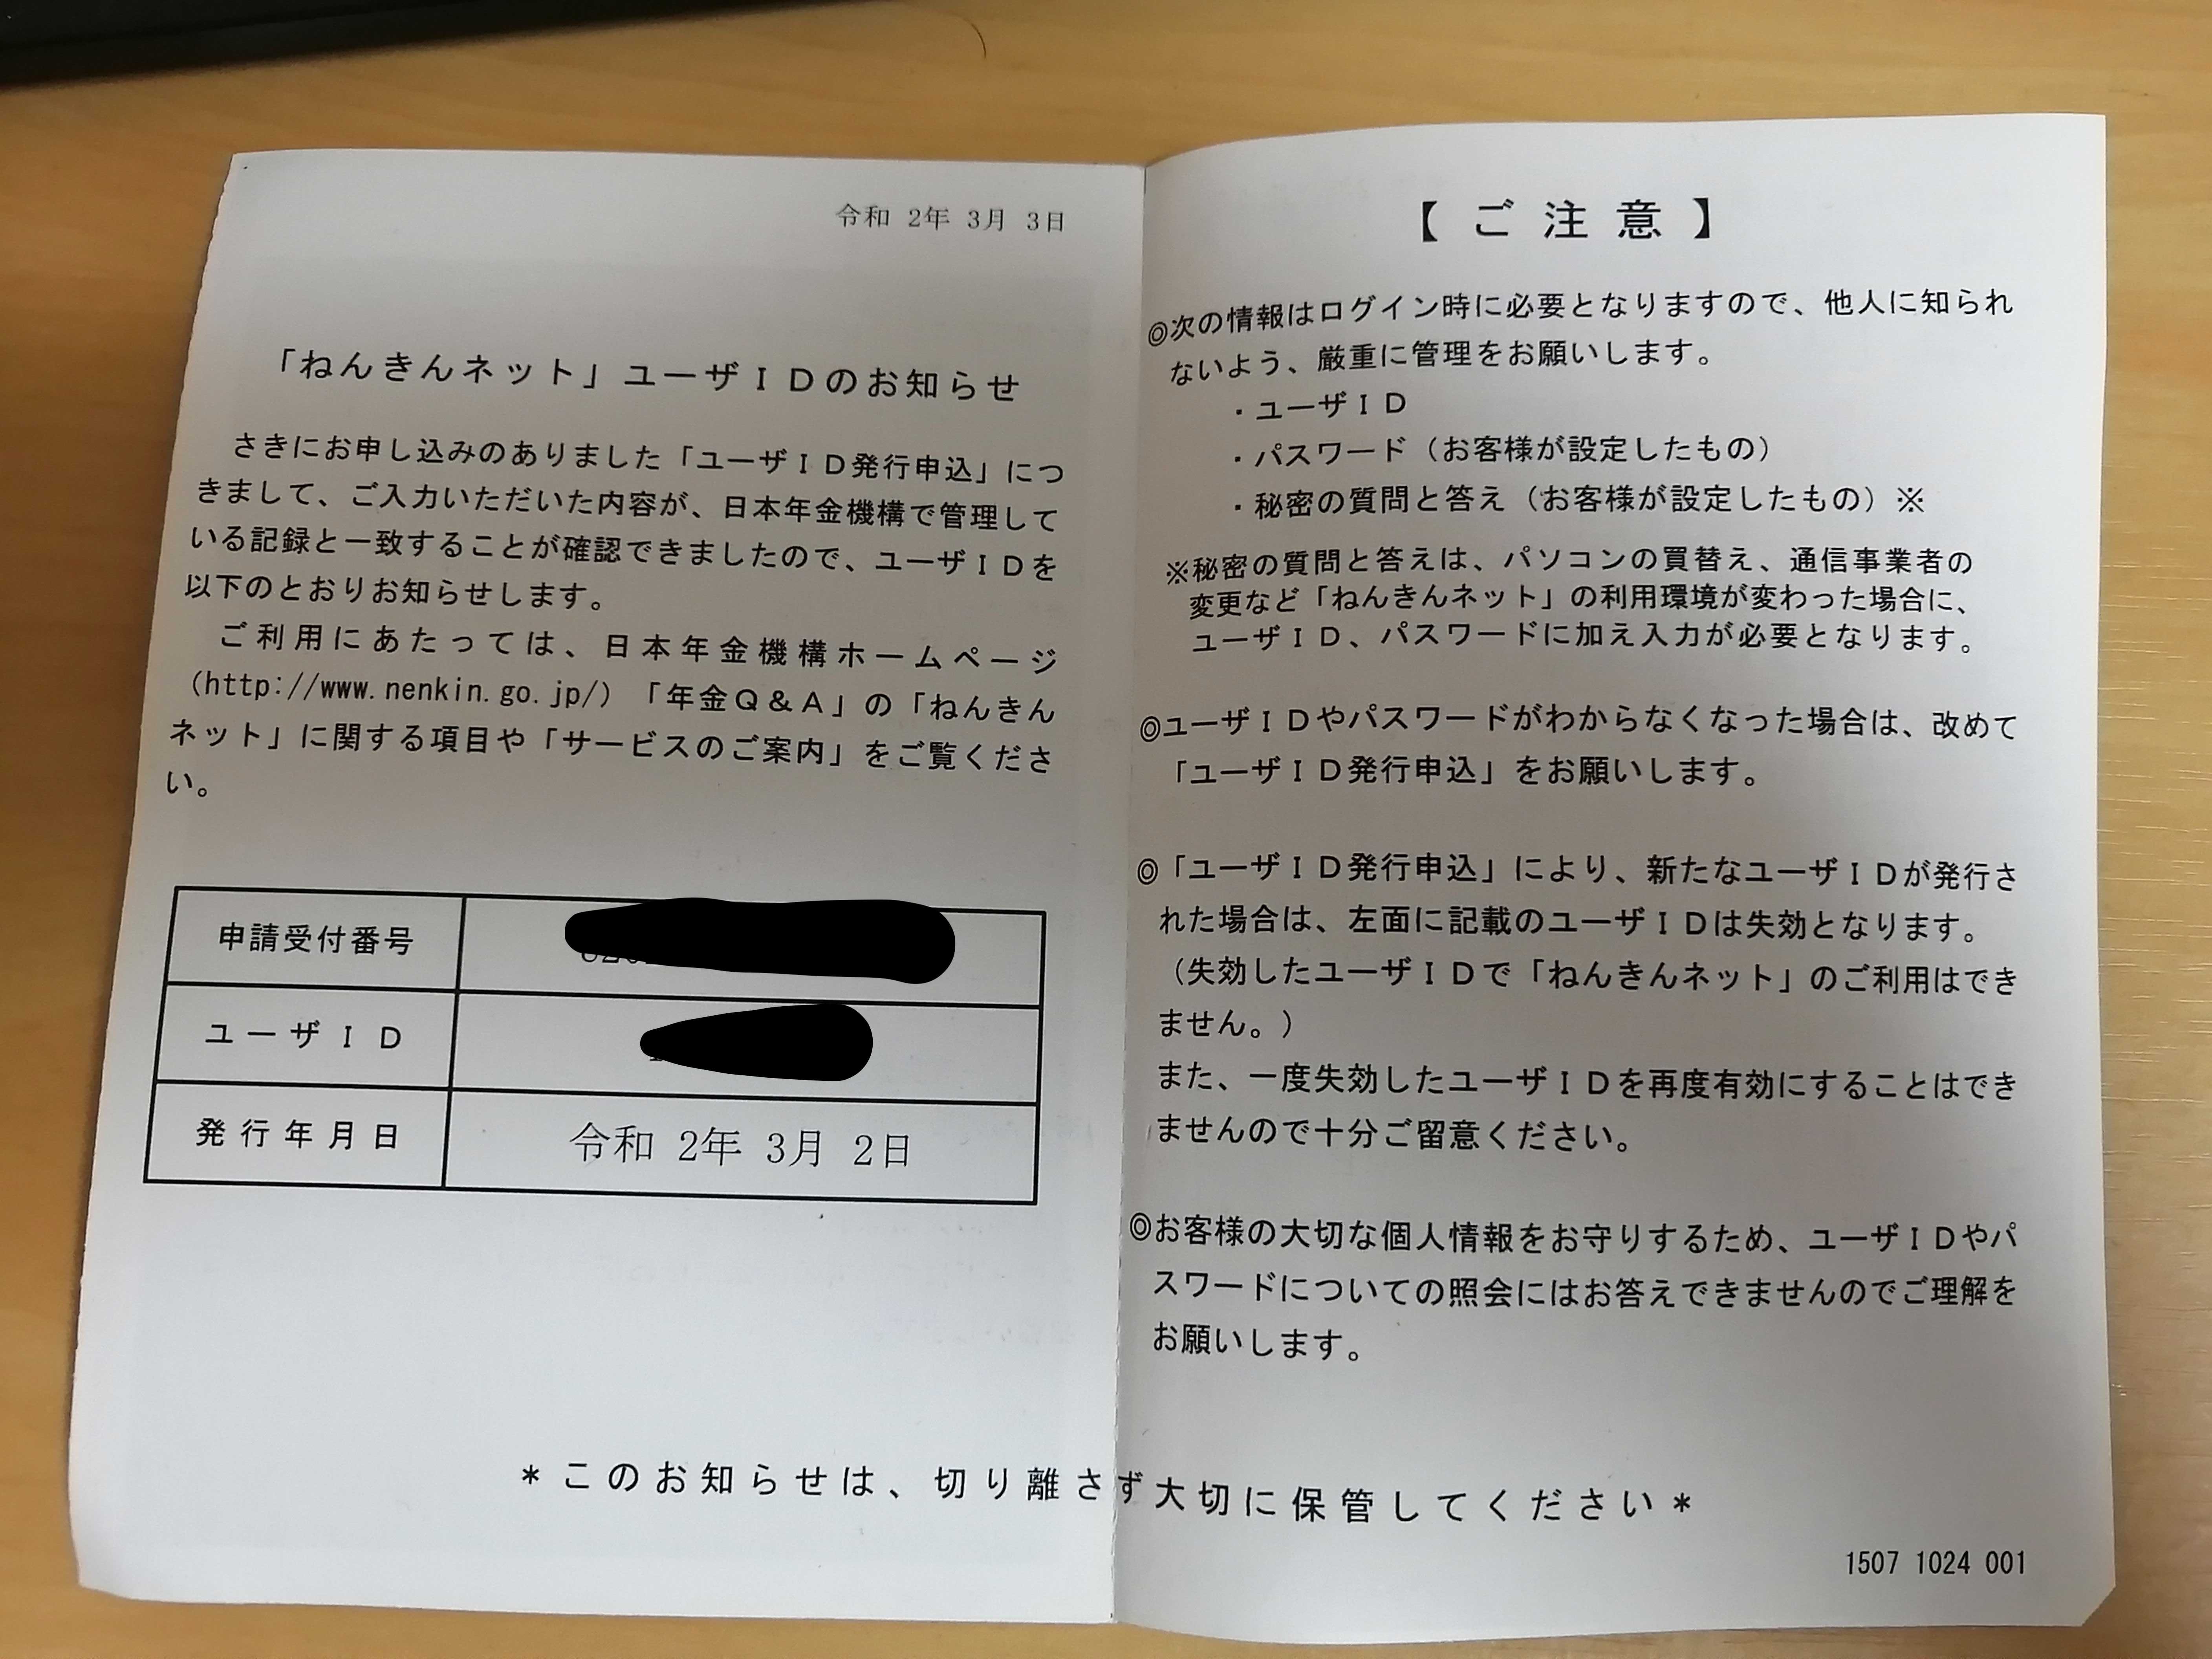 令和 2年 3月 3日
「ねんきんネット」ユーザＩＤのお知らせ
さきにお申し込みのありました「ユーザＩＤ発行申込」につ
きまして、ご入力いただいた内容が、日本年金機構で管理して
いる記録と一致することが確認できましたので、ユーザＩＤを
以下のとおりお知らせします。
ご利用にあたっては、日本年金機構ホームページ
（http://www.nenkin.go.jp/）「年金Ｑ＆Ａ」の「ねんきん
ネット」に関する項目や「サービスのご案内」をご覧くださ
い。
申請受付番号
ユーザＩＤ
発行年月日 令和 2年 3月 2日
【ご注意】
◎次の情報はログイン時に必要となりますので、他人に知られ
ないよう、厳重に管理をお願いします。
・ユーザＩＤ
・パスワード（お客様が設定したもの）
・秘密の質問と答え（お客様が設定したもの）※
※秘密の質問と答えは、パソコンの買替え、通信事業者の
変更など「ねんきんネット」の利用環境が変わった場合に、
ユーザＩＤ、パスワードに加え入力が必要となります。
◎ユーザＩＤやパスワードがわからなくなった場合は、改めて
「ユーザＩＤ発行申込」をお願いします。
◎「ユーザＩＤ発行申込」により、新たなユーザＩＤが発行さ
れた場合は、左面に記載のユーザＩＤは失効となります。
（失効したユーザＩＤで「ねんきんネット」のご利用はでき
ません。）
また、一度失効したユーザＩＤを再度有効にすることはでき
ませんので十分ご留意ください。
◎お客様の大切な個人情報をお守りするため、ユーザＩＤやパ
スワードについての照会にはお答えできませんのでご理解を
お願いします。
＊このお知らせは、切り離さず大切に保管してください＊
1507 1024 001